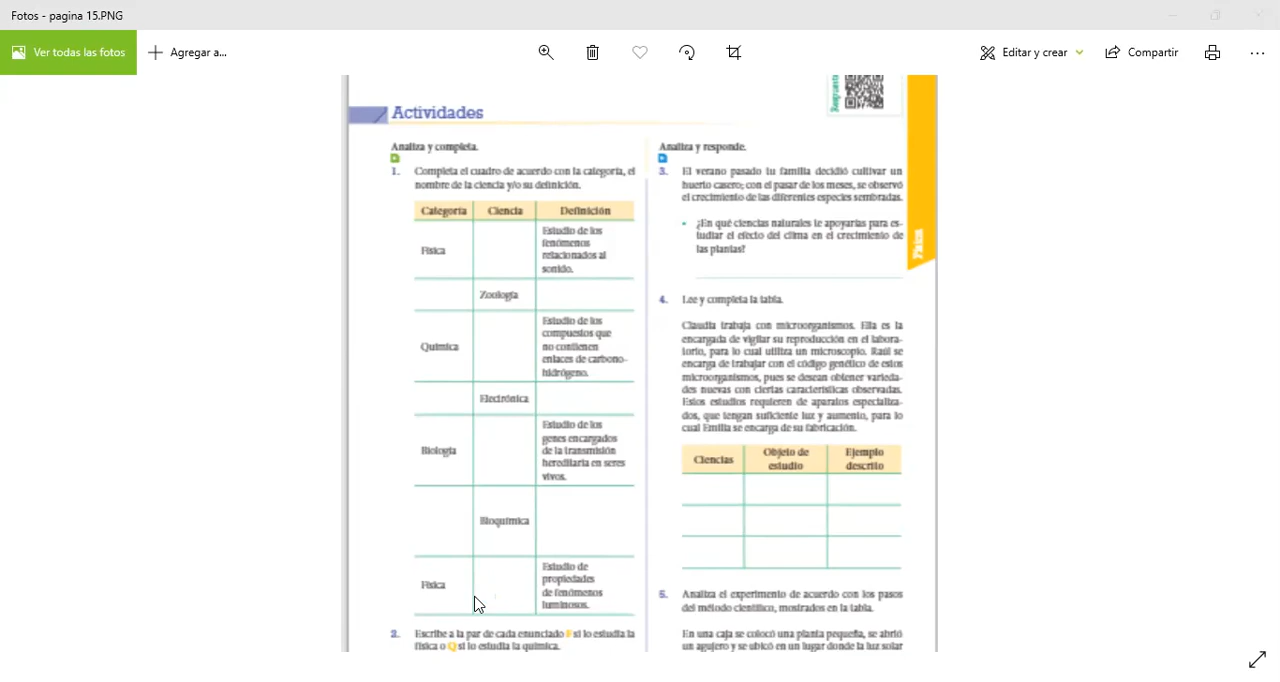 Fotos - pagina 15.PNG
Ver todas las fotos
Agregar a...
Editar y crear
Compartir
Actividades
Analiza y completa.
1. Completa el cuadro de acuerdo con la categoría, el
nombre de la ciencia y/o su definición.
Categoría Ciencia Definición
Física
Estudio de los
fenómenos
relacionados al
sonido.
Zoología
Química
Estudio de los
compuestos que
no contienen
enlaces de carbono-
hidrógeno.
Electrónica
Biología
Estudio de los
genes encargados
de la transmisión
hereditaria en seres
vivos.
Bioquímica
Física
Estudio de
propiedades
de fenómenos
luminosos.
2. Escribe a la par de cada enunciado F si lo estudia la
física o Q si lo estudia la química.
Analiza y responde.
3. El verano pasado tu familia decidió cultivar un
huerto casero; con el pasar de los meses, se observó
el crecimiento de las diferentes especies sembradas.
• ¿En qué ciencias naturales te apoyarías para es-
tudiar el efecto del clima en el crecimiento de
las plantas?
4. Lee y completa la tabla.
Claudia trabaja con microorganismos. Ella es la
encargada de vigilar su reproducción en el labora-
torio, para lo cual utiliza un microscopio. Raúl se
encarga de trabajar con el código genético de estos
microorganismos, pues se desean obtener varieda-
des nuevas con ciertas características observadas.
Estos estudios requieren de aparatos especializa-
dos, que tengan suficiente luz y aumento, para lo
cual Emilia se encarga de su fabricación.
Ciencias Objeto de estudio Ejemplo descrito
5. Analiza el experimento de acuerdo con los pasos
del método científico, mostrados en la tabla.
En una caja se colocó una planta pequeña, se abrió
un agujero y se ubicó en un lugar donde la luz solar
Física